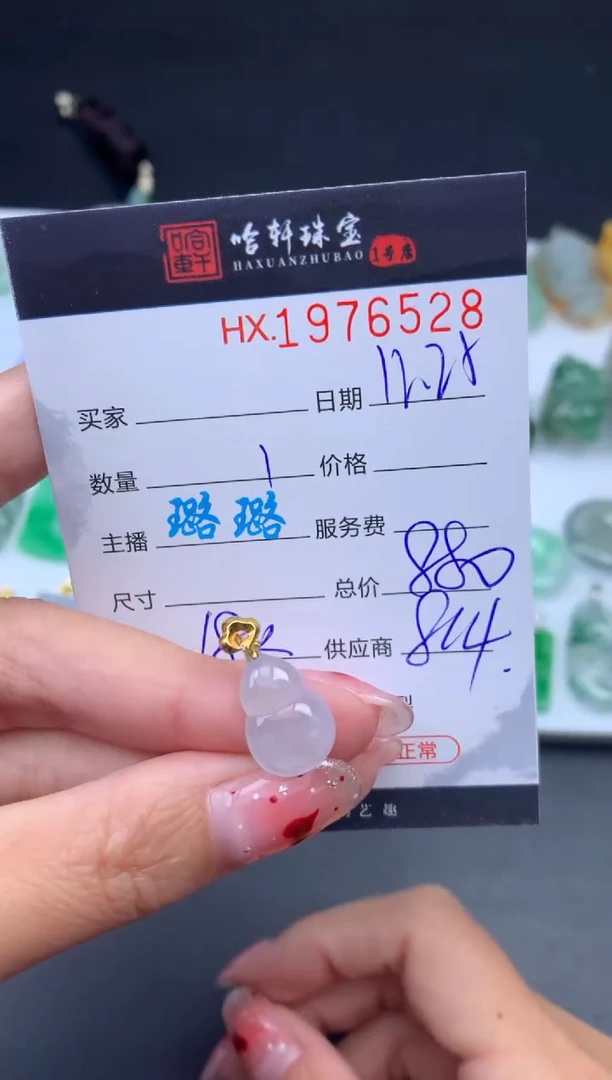 哈轩珠宝 1号店
HAXUANZHUBAO
HX.1976528
买家 日期 12.28
数量 1 价格
主播 璐璐 服务费
尺寸 总价 880
供应商 814.
正常
艺趣